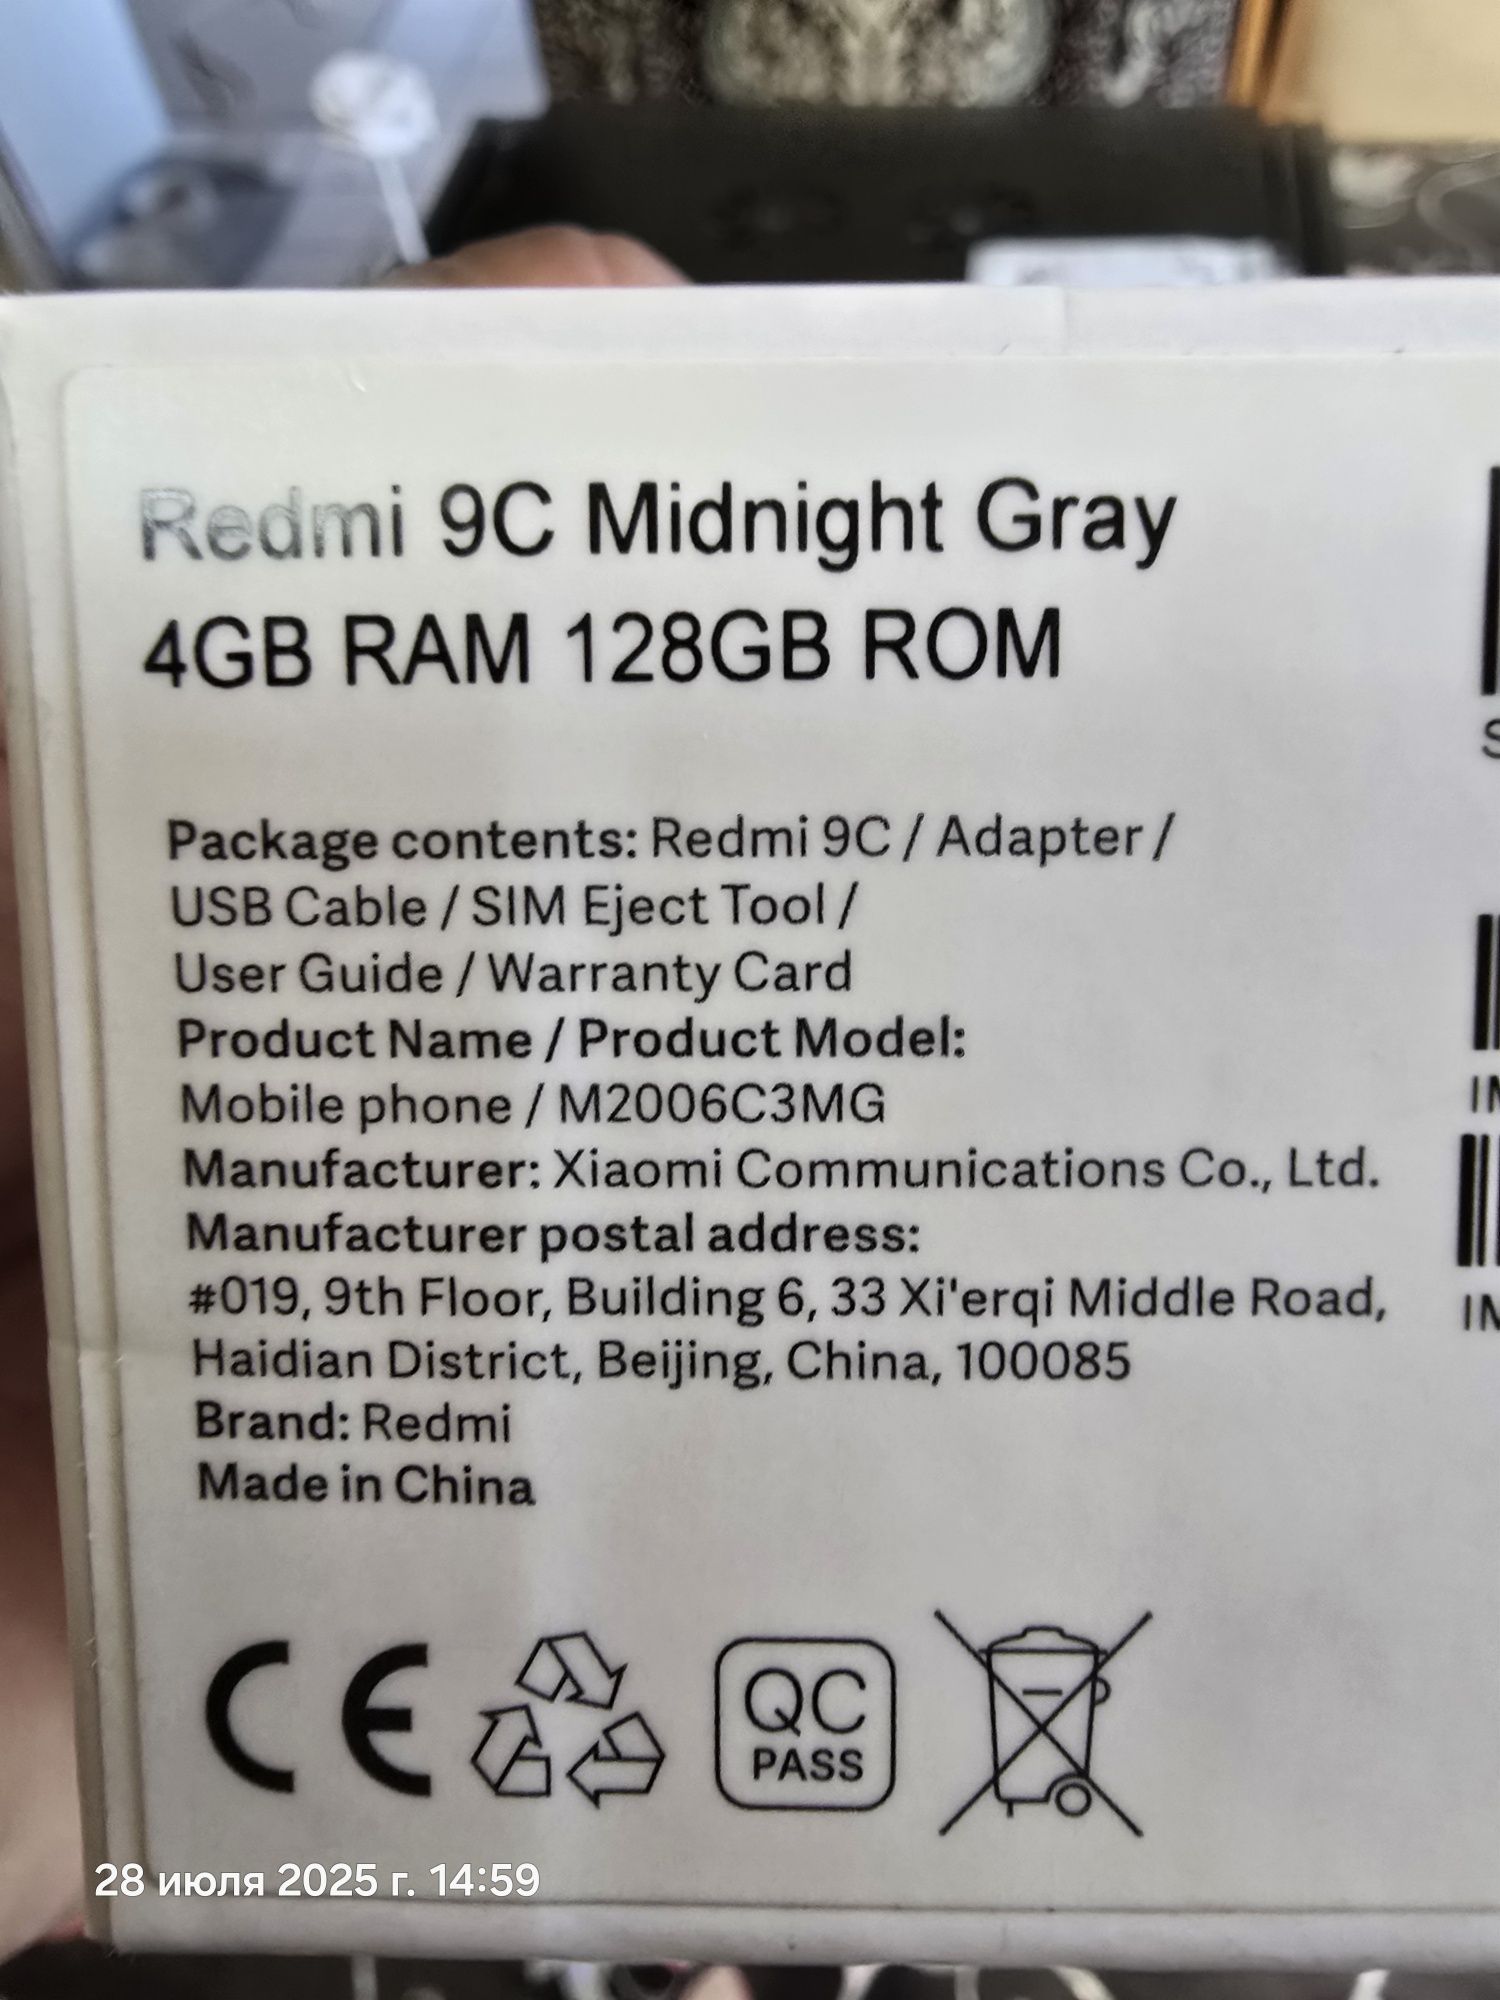 Redmi 9C Midnight Gray
4GB RAM 128GB ROM
Package contents: Redmi 9C / Adapter /
USB Cable / SIM Eject Tool /
User Guide / Warranty Card
Product Name / Product Model:
Mobile phone / M2006C3MG
Manufacturer: Xiaomi Communications Co., Ltd.
Manufacturer postal address:
#019, 9th Floor, Building 6, 33 Xi'erqi Middle Road,
Haidian District, Beijing, China, 100085
Brand: Redmi
Made in China
CE
QC
PASS
28 июля 2025 г. 14:59